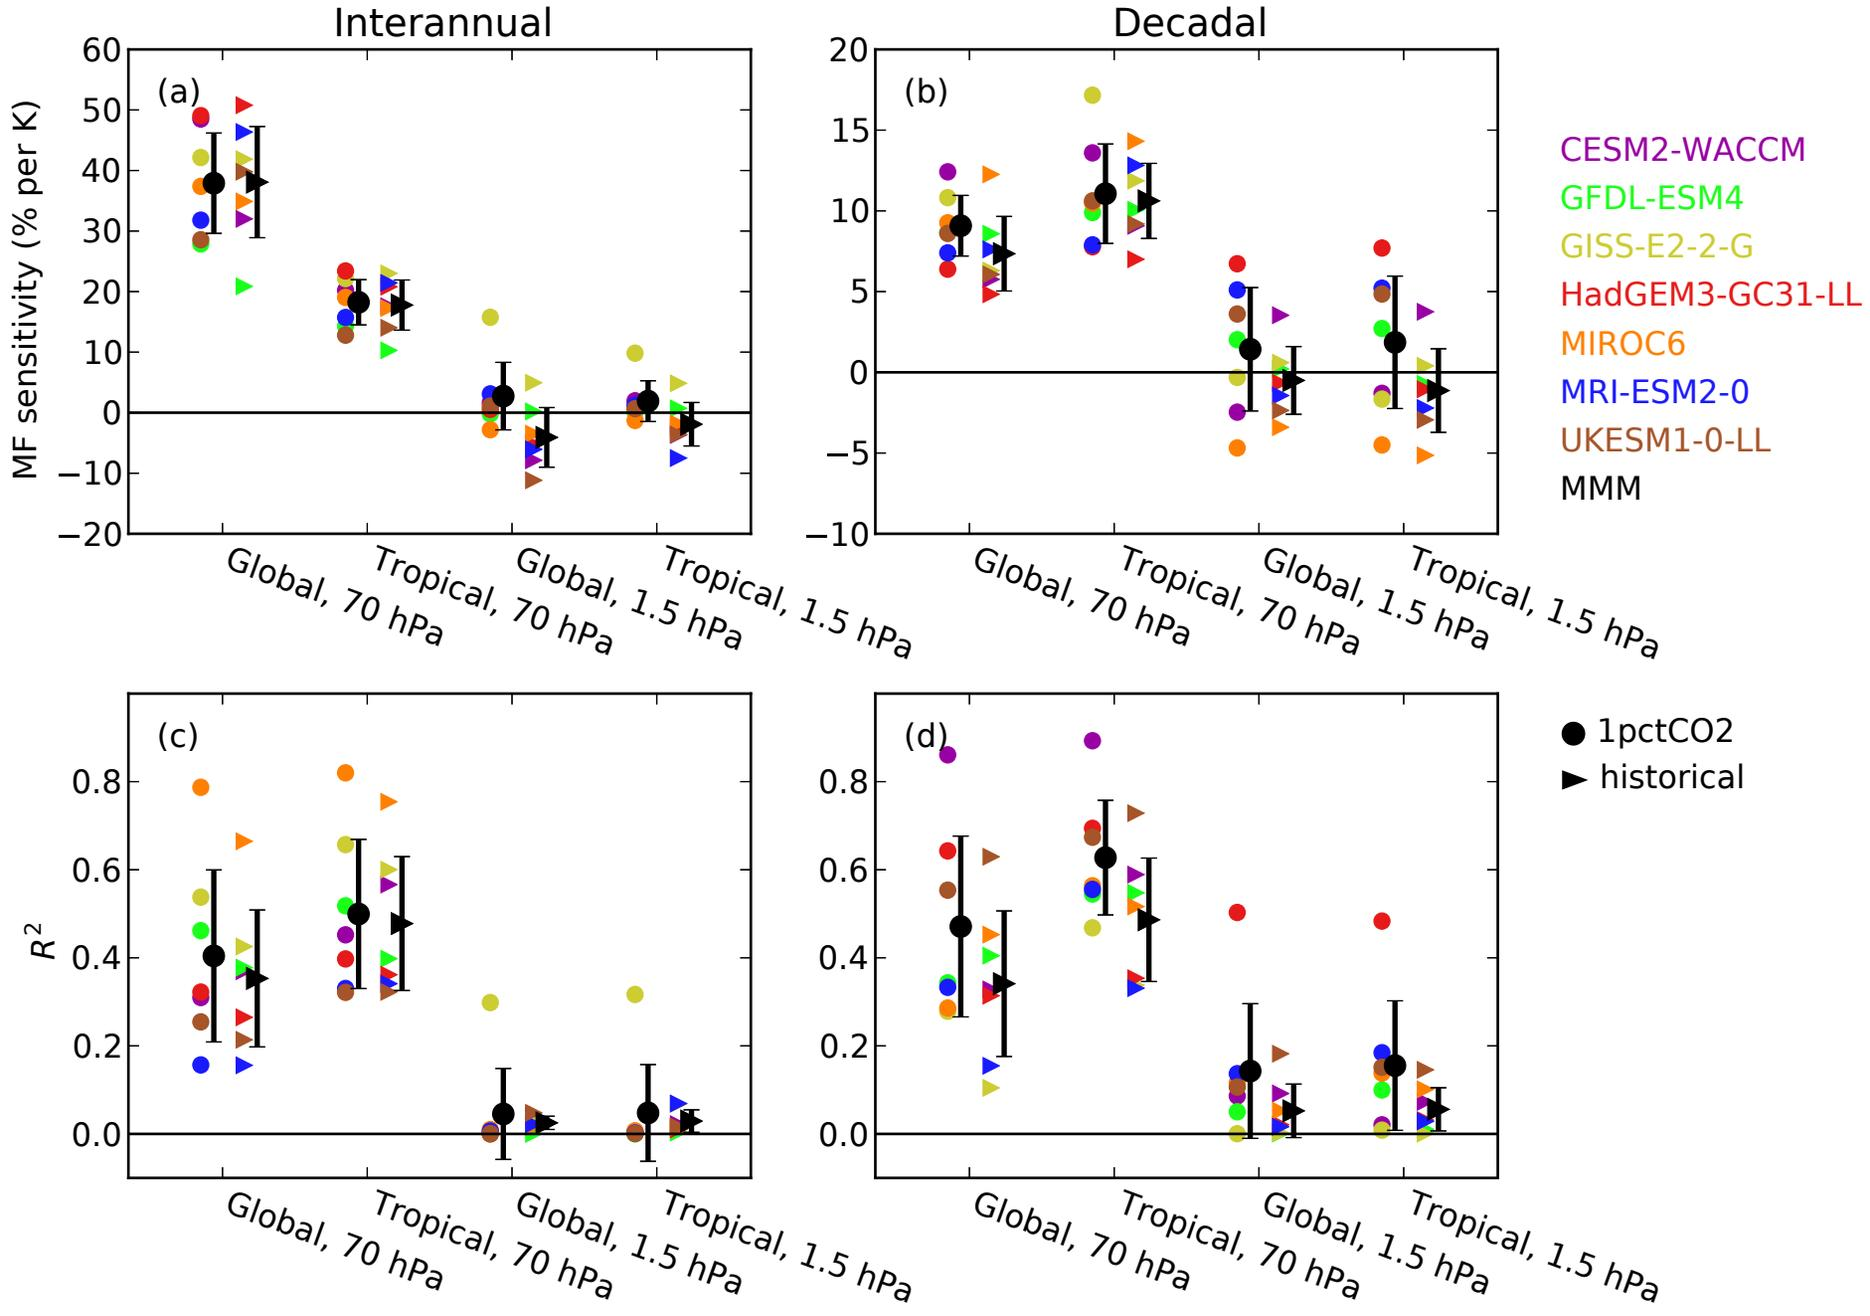 Interannual
Decadal
MF sensitivity (% per K)
60
50
40
30
20
10
0
−10
−20
(a)
Global, 70 hPa
Tropical, 70 hPa
Global, 1.5 hPa
Tropical, 1.5 hPa
20
15
10
5
0
−5
−10
(b)
Global, 70 hPa
Tropical, 70 hPa
Global, 1.5 hPa
Tropical, 1.5 hPa
CESM2-WACCM
GFDL-ESM4
GISS-E2-2-G
HadGEM3-GC31-LL
MIROC6
MRI-ESM2-0
UKESM1-0-LL
MMM
R²
0.8
0.6
0.4
0.2
0.0
(c)
Global, 70 hPa
Tropical, 70 hPa
Global, 1.5 hPa
Tropical, 1.5 hPa
0.8
0.6
0.4
0.2
0.0
(d)
Global, 70 hPa
Tropical, 70 hPa
Global, 1.5 hPa
Tropical, 1.5 hPa
1pctCO2
historical